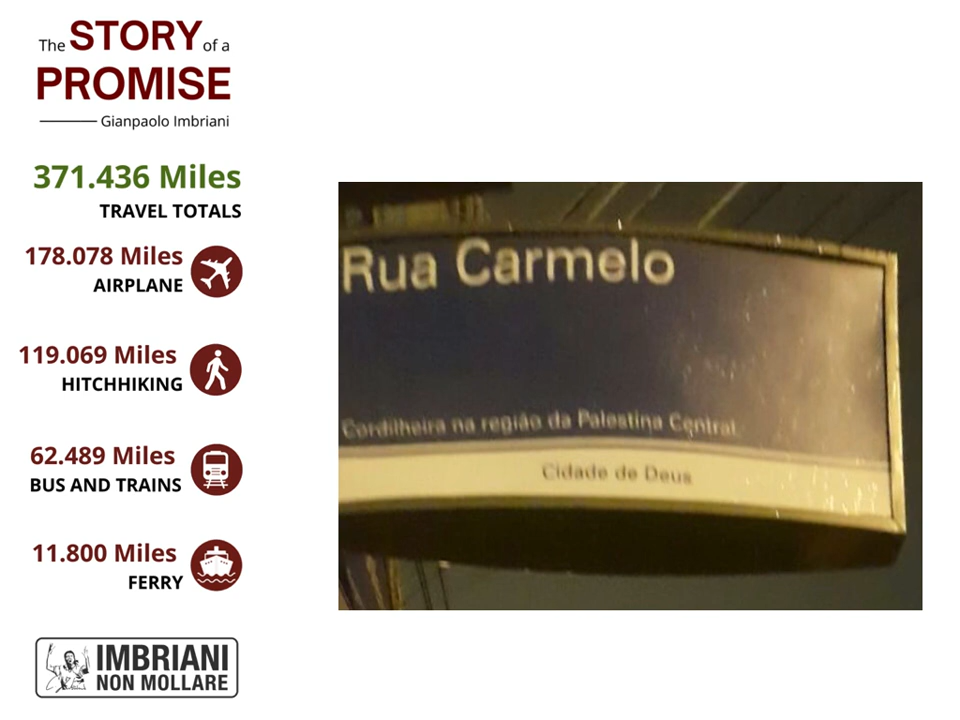 The STORY of a
PROMISE
Gianpaolo Imbriani
371.436 Miles
TRAVEL TOTALS
178.078 Miles
AIRPLANE
119.069 Miles
HITCHHIKING
62.489 Miles
BUS AND TRAINS
11.800 Miles
FERRY
IMBRIANI
NON MOLLARE
Rua Carmelo
Cordilheira na região da Palestina Central
Cidade de Deus